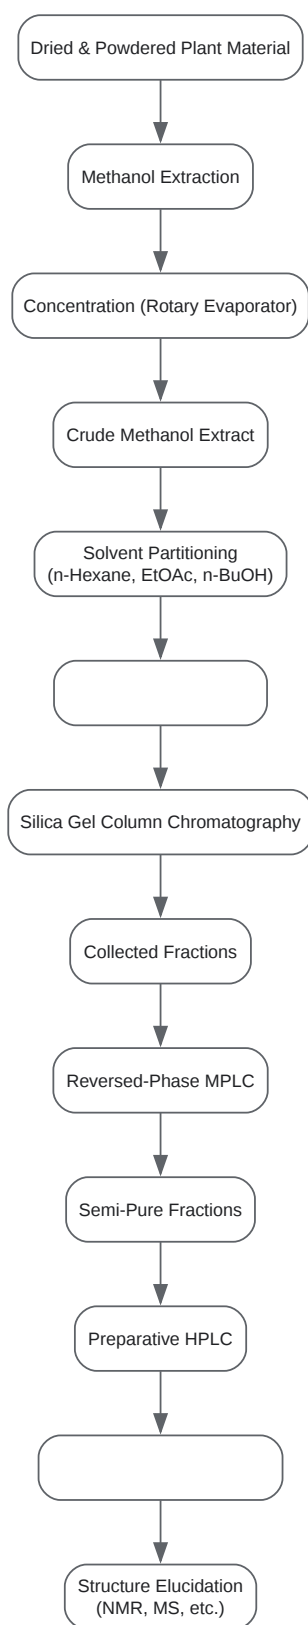 Dried & Powdered Plant Material
Methanol Extraction
Concentration (Rotary Evaporator)
Crude Methanol Extract
Solvent Partitioning
(n-Hexane, EtOAc, n-BuOH)
Silica Gel Column Chromatography
Collected Fractions
Reversed-Phase MPLC
Semi-Pure Fractions
Preparative HPLC
Structure Elucidation
(NMR, MS, etc.)